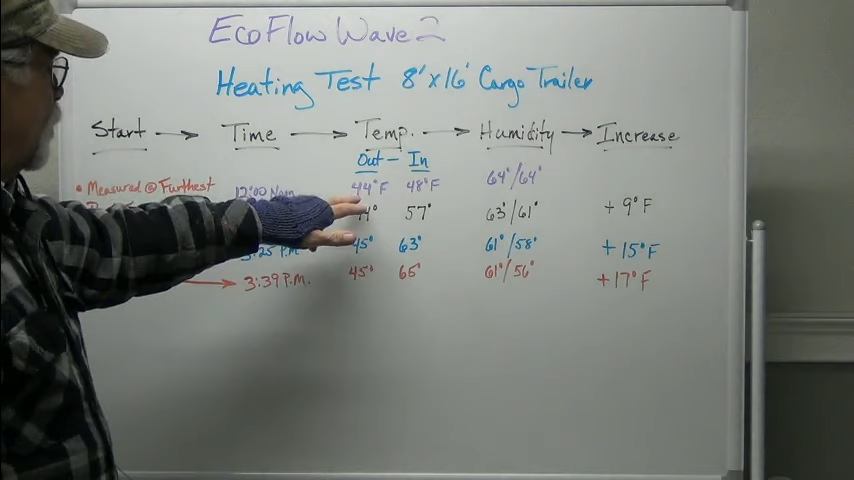 EcoFlow Wave 2
Heating Test 8'x16' Cargo Trailer
Start → Time → Temp. → Humidity → Increase
Out - In
• Measured @ Furthest 12:00 Noon 44°F 48°F 64°/64°
44° 57° 63°/61° + 9°F
3:25 P.M 45° 63° 61°/58° + 15°F
3:39 P.M. 45° 65° 61°/56° +17°F